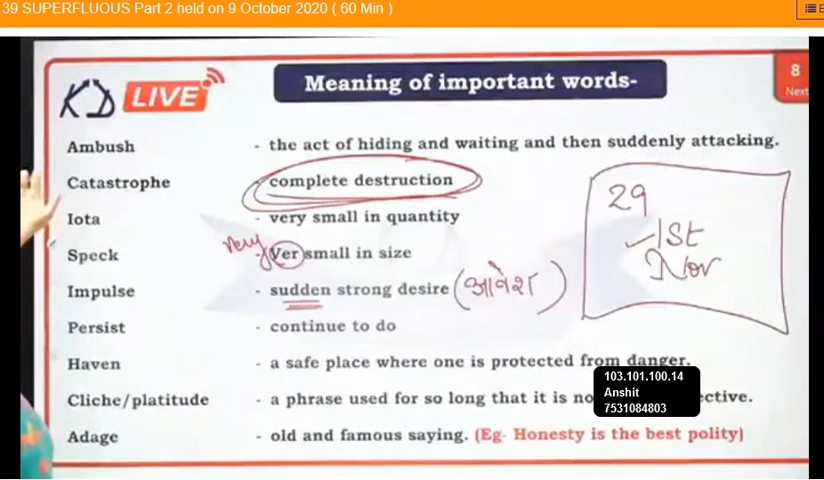 39 SUPERFLUOUS Part 2 held on 9 October 2020 ( 60 Min )
KD LIVE
Meaning of important words-
8
Next
Ambush - the act of hiding and waiting and then suddenly attacking.
Catastrophe complete destruction
Iota - very small in quantity
Speck very - Ver small in size
Impulse - sudden strong desire (आवेश)
Persist - continue to do
Haven - a safe place where one is protected from danger.
Cliche/platitude - a phrase used for so long that it is no ective.
Adage - old and famous saying. (Eg- Honesty is the best polity)
29
1st
Nov
103.101.100.14
Anshit
7531084803